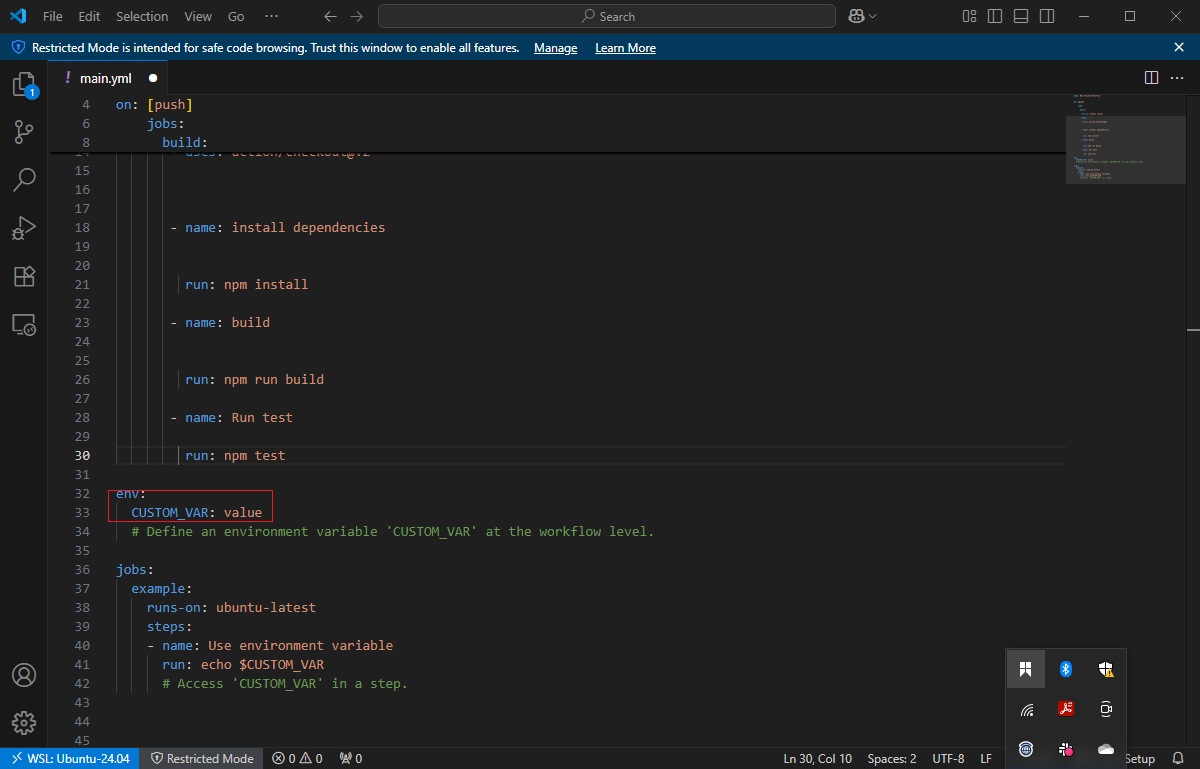 File Edit Selection View Go ··· Search
Restricted Mode is intended for safe code browsing. Trust this window to enable all features. Manage Learn More
1
! main.yml
4 on: [push]
6 jobs:
8 build:
14 uses: action/checkout@v2
15
16
17
18 - name: install dependencies
19
20
21 run: npm install
22
23 - name: build
24
25
26 run: npm run build
27
28 - name: Run test
29
30 run: npm test
31
32 env:
33 CUSTOM_VAR: value
34 # Define an environment variable 'CUSTOM_VAR' at the workflow level.
35
36 jobs:
37 example:
38 runs-on: ubuntu-latest
39 steps:
40 - name: Use environment variable
41 run: echo $CUSTOM_VAR
42 # Access 'CUSTOM_VAR' in a step.
43
44
45
WSL: Ubuntu-24.04 Restricted Mode 0 0 0 Ln 30, Col 10 Spaces: 2 UTF-8 LF Setup